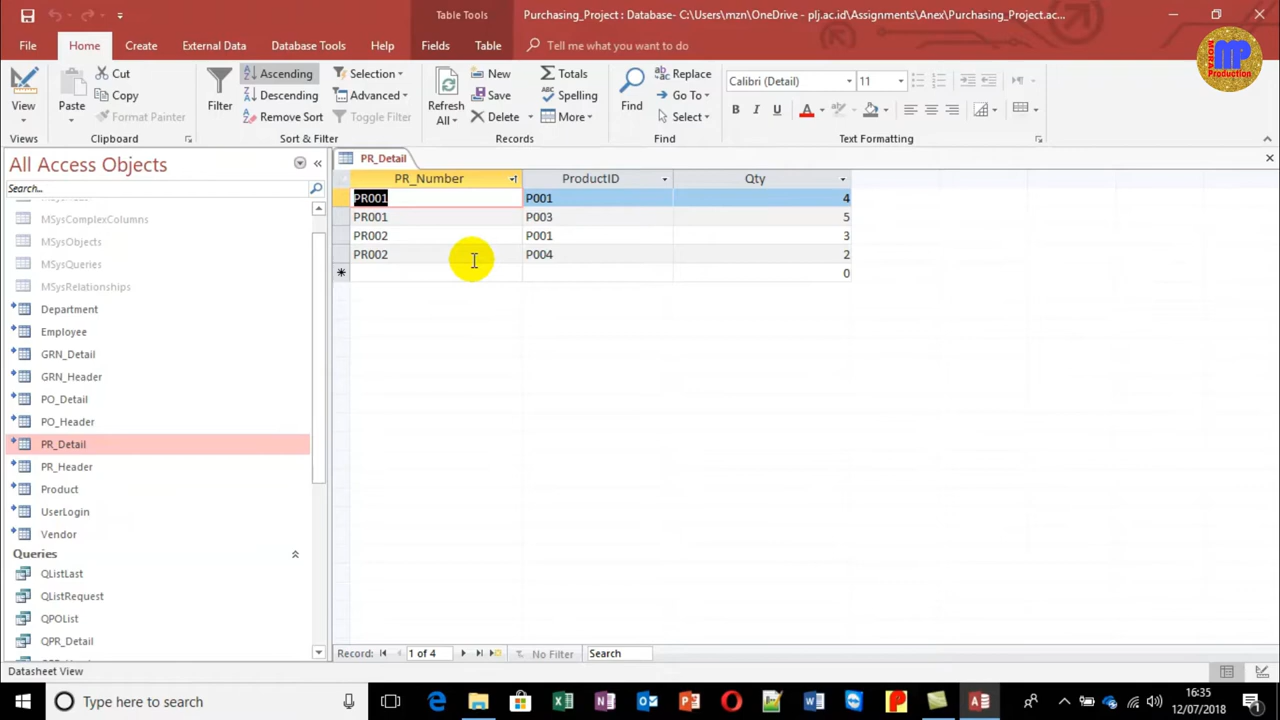 Table Tools
Purchasing_Project : Database- C:\Users\mzn\OneDrive - plj.ac.id\Assignments\Anex\Purchasing_Project.ac...
File Home Create External Data Database Tools Help Fields Table Tell me what you want to do
MORA
MP
Production
View
Views
Paste
Cut
Copy
Format Painter
Clipboard
Filter
Ascending
Descending
Remove Sort
Selection
Advanced
Toggle Filter
Sort & Filter
Refresh
All
New
Save
Delete
Totals
Spelling
More
Records
Find
Replace
Go To
Select
Find
Calibri (Detail) 11
B I U A
Text Formatting
All Access Objects
Search...
MSysComplexColumns
MSysObjects
MSysQueries
MSysRelationships
Department
Employee
GRN_Detail
GRN_Header
PO_Detail
PO_Header
PR_Detail
PR_Header
Product
UserLogin
Vendor
Queries
QListLast
QListRequest
QPOList
QPR_Detail
PR_Detail
PR_Number ProductID Qty
PR001 P001 4
PR001 P003 5
PR002 P001 3
PR002 P004 2
0
Record: 1 of 4 No Filter Search
Datasheet View
Type here to search
16:35
12/07/2018